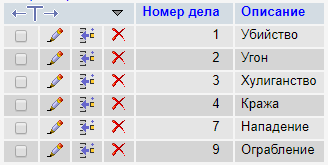 Номер дела Описание
1 Убийство
2 Угон
3 Хулиганство
4 Кража
7 Нападение
9 Ограбление